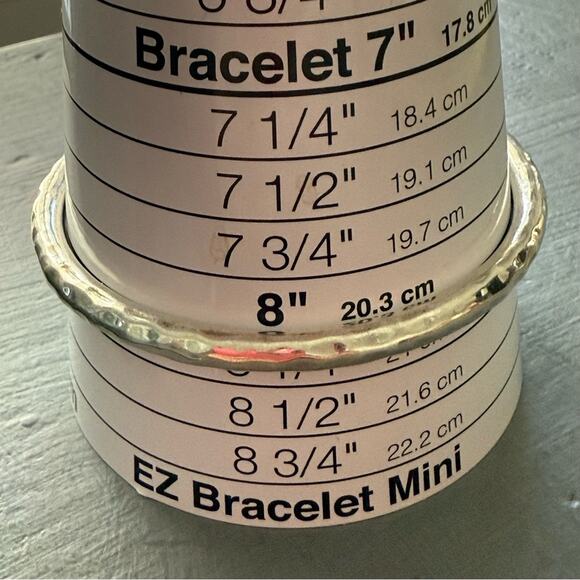 Bracelet 7" 17.8 cm
7 1/4" 18.4 cm
7 1/2" 19.1 cm
7 3/4" 19.7 cm
8" 20.3 cm
8 1/2" 21.6 cm
8 3/4" 22.2 cm
EZ Bracelet Mini